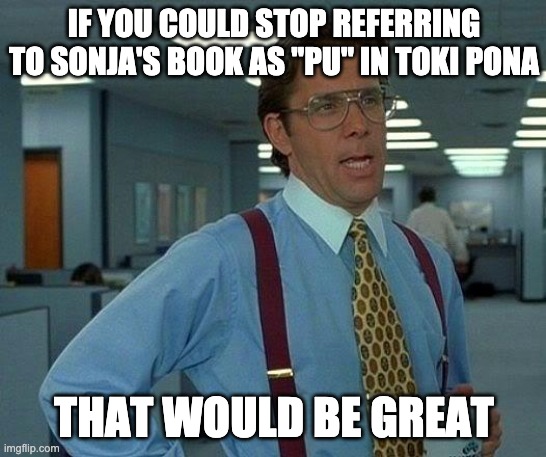 IF YOU COULD STOP REFERRING
TO SONJA'S BOOK AS "PU" IN TOKI PONA
THAT WOULD BE GREAT
imgflip.com